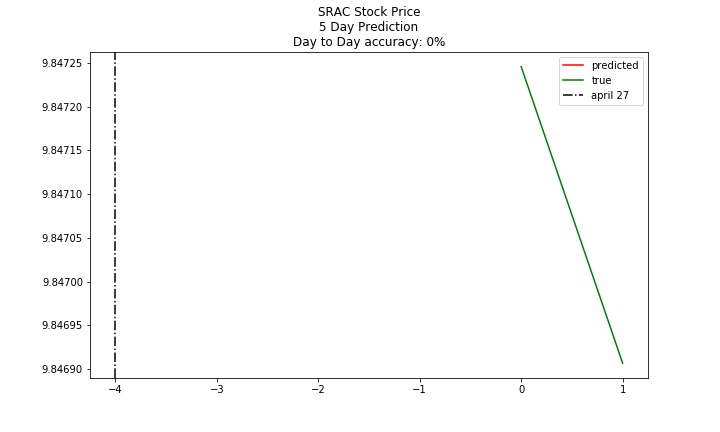 SRAC Stock Price
5 Day Prediction
Day to Day accuracy: 0%
9.84725
9.84720
9.84715
9.84710
9.84705
9.84700
9.84695
9.84690
predicted
true
april 27
−4
−3
−2
−1
0
1